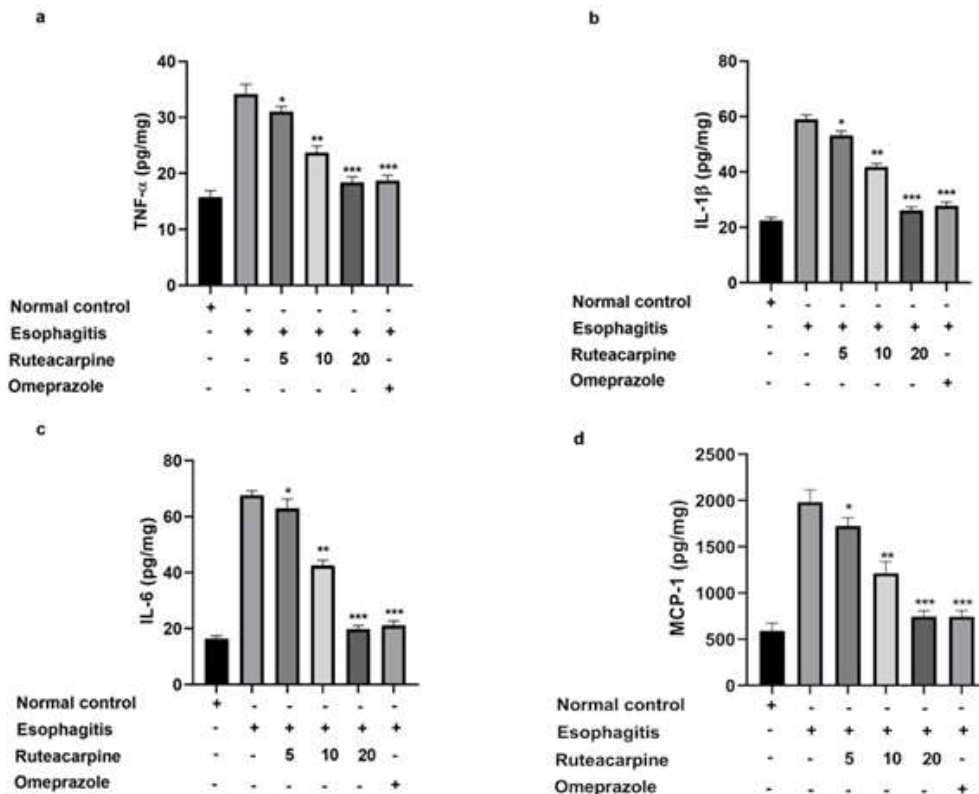 a
TNF-α (pg/mg)
40
30
20
10
0
* ** *** ***
Normal control + - - - - -
Esophagitis - + + + + +
Ruteacarpine - - 5 10 20 -
Omeprazole - - - - - +
b
IL-1β (pg/mg)
80
60
40
20
0
* ** *** ***
Normal control + - - - - -
Esophagitis - + + + + +
Ruteacarpine - - 5 10 20 -
Omeprazole - - - - - +
c
IL-6 (pg/mg)
80
60
40
20
0
* ** *** ***
Normal control + - - - - -
Esophagitis - + + + + +
Ruteacarpine - - 5 10 20 -
Omeprazole - - - - - +
d
MCP-1 (pg/mg)
2500
2000
1500
1000
500
0
* ** *** ***
Normal control + - - - - -
Esophagitis - + + + + +
Ruteacarpine - - 5 10 20 -
Omeprazole - - - - - +